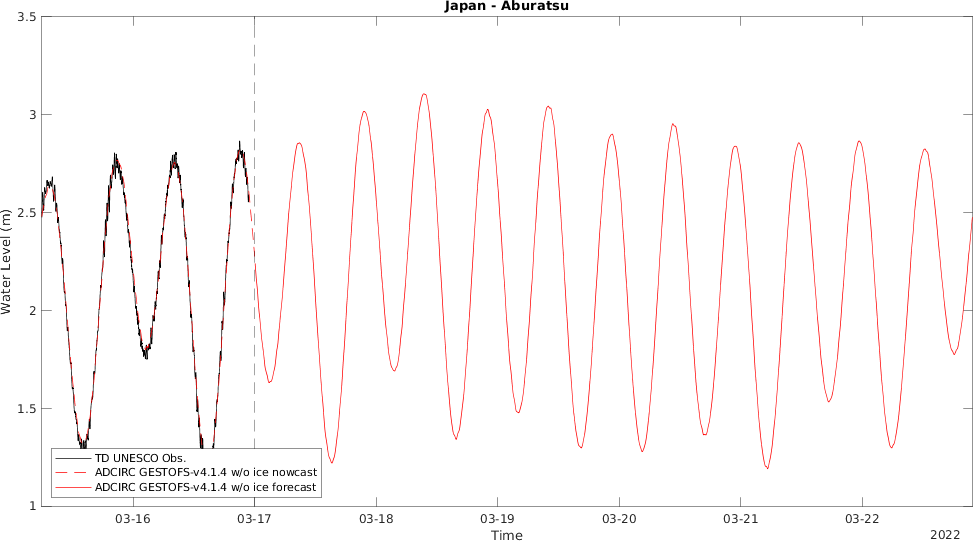 Japan - Aburatsu
3.5
3
2.5
2
1.5
1
Water Level (m)
TD UNESCO Obs.
ADCIRC GESTOFS-v4.1.4 w/o ice nowcast
ADCIRC GESTOFS-v4.1.4 w/o ice forecast
03-16 03-17 03-18 03-19 03-20 03-21 03-22
Time
2022